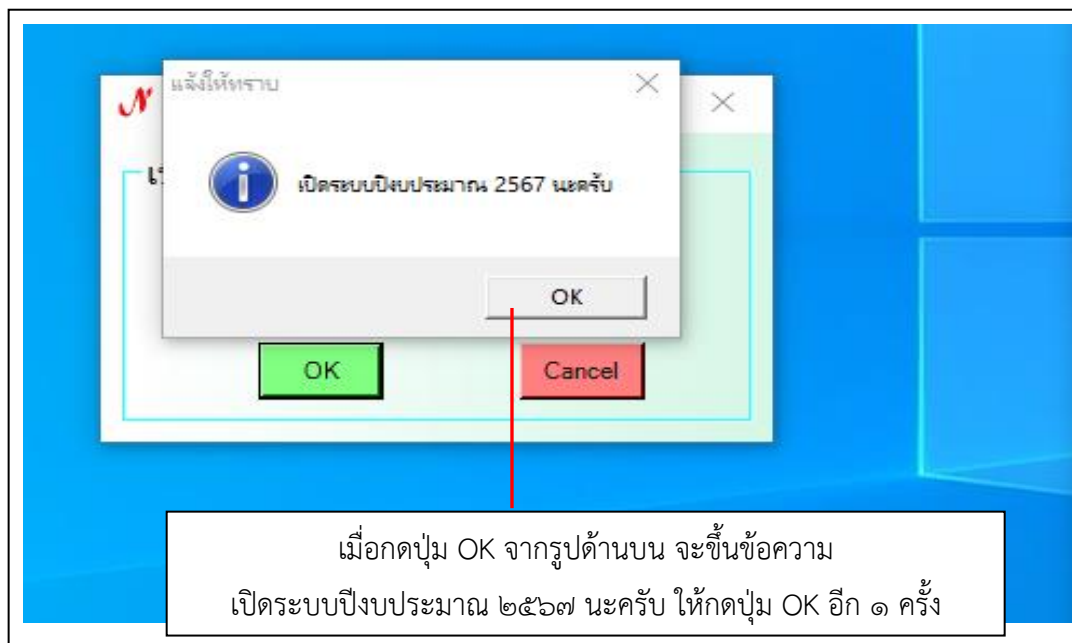 แจ้งให้ทราบ
N
เปิดระบบปีงบประมาณ 2567 นะครับ
OK
OK Cancel
เมื่อกดปุ่ม OK จากรูปด้านบน จะขึ้นข้อความ
เปิดระบบปีงบประมาณ ๒๕๖๗ นะครับ ให้กดปุ่ม OK อีก ๑ ครั้ง